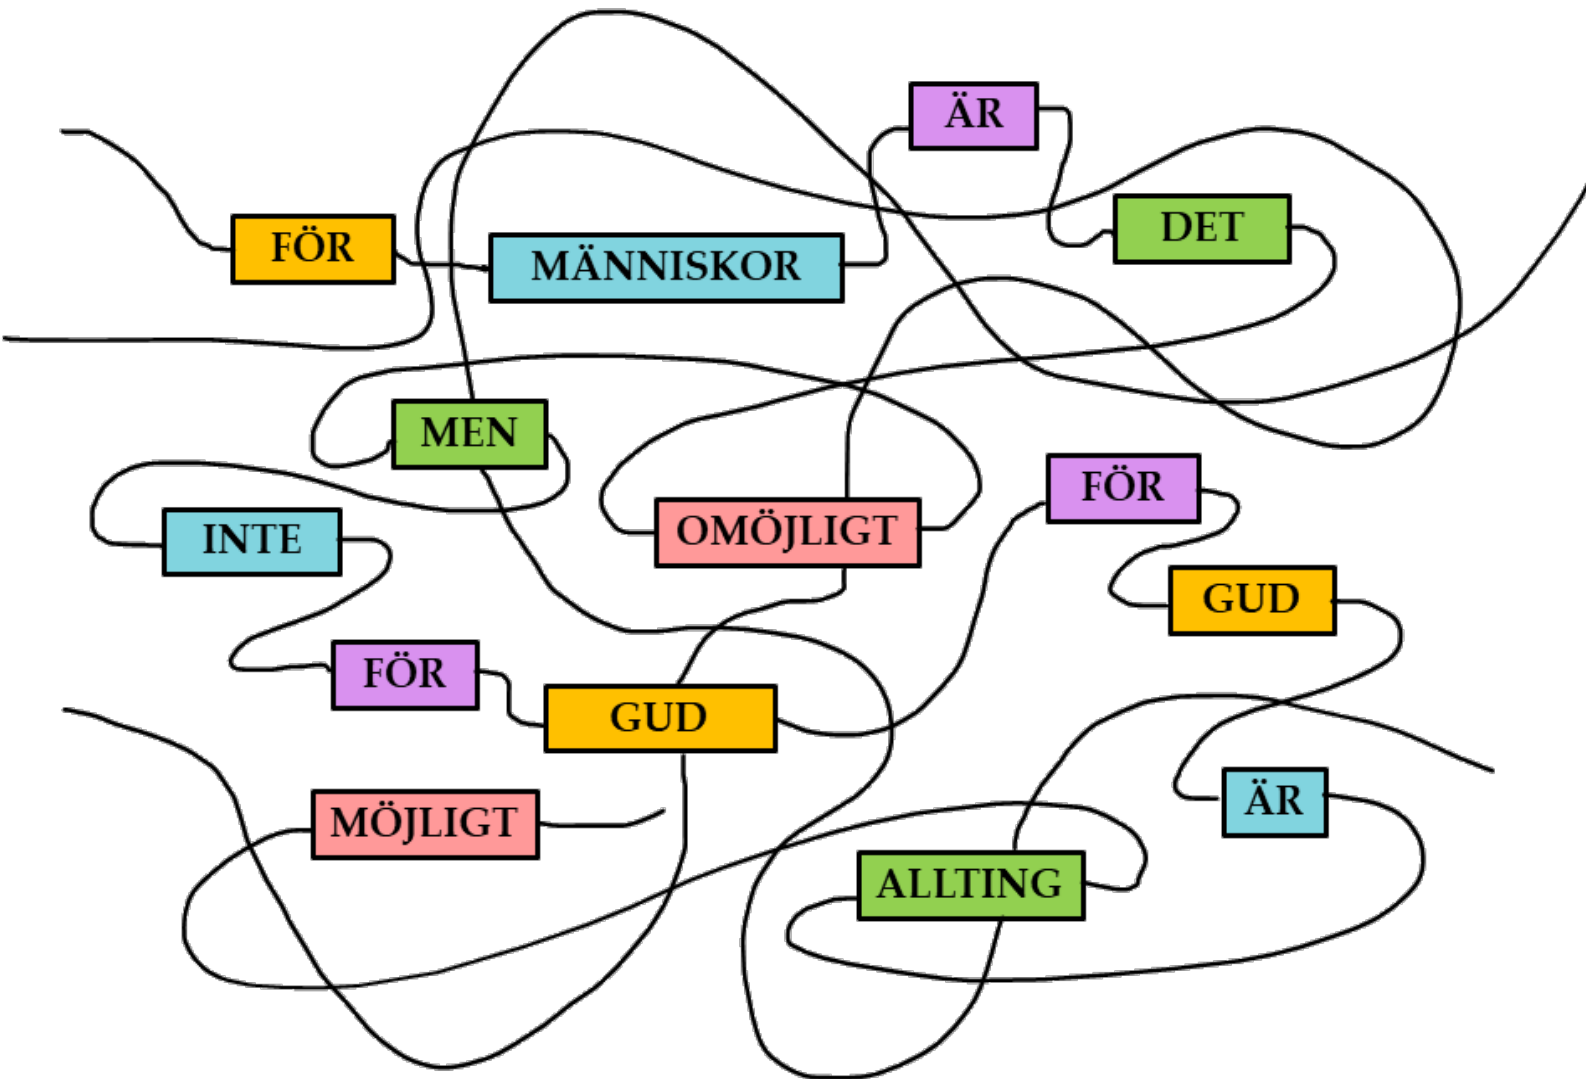 FÖR
MÄNNISKOR
ÄR
DET
OMÖJLIGT
MEN
INTE
FÖR
GUD
FÖR
GUD
ÄR
ALLTING
MÖJLIGT